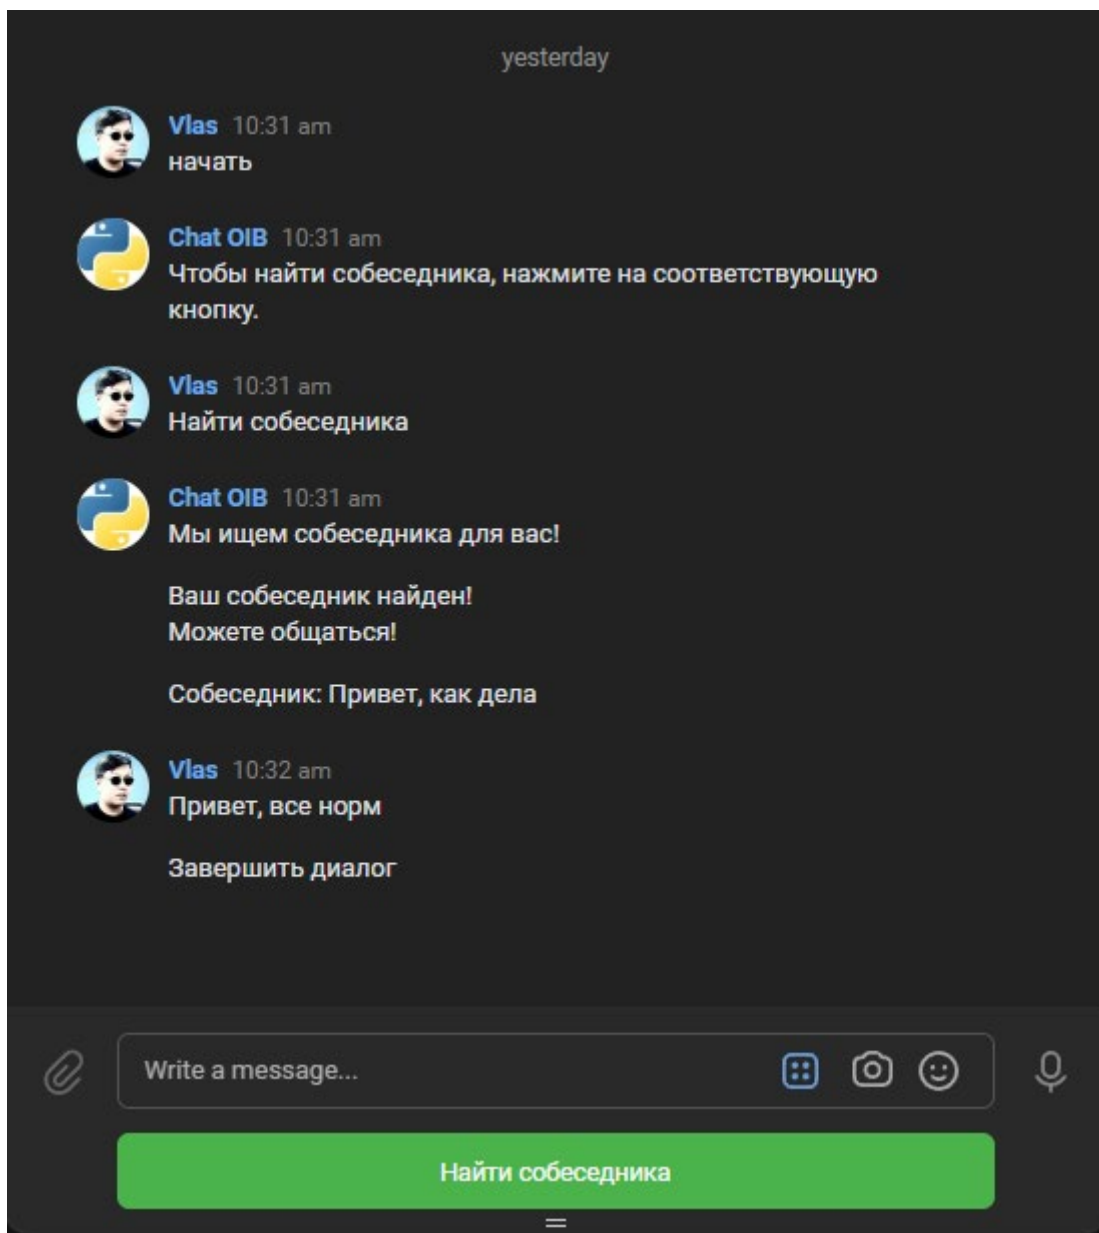 yesterday
Vlas 10:31 am
начать
Chat OIB 10:31 am
Чтобы найти собеседника, нажмите на соответствующую
кнопку.
Vlas 10:31 am
Найти собеседника
Chat OIB 10:31 am
Мы ищем собеседника для вас!
Ваш собеседник найден!
Можете общаться!
Собеседник: Привет, как дела
Vlas 10:32 am
Привет, все норм
Завершить диалог
Write a message...
Найти собеседника